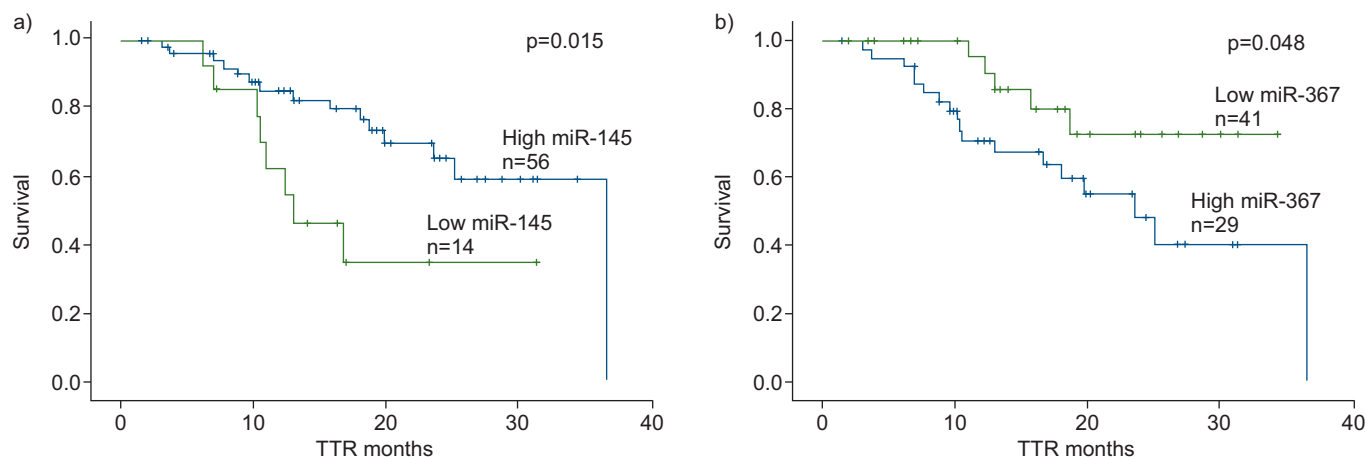 a)
p=0.015
1.0
0.8
0.6
0.4
0.2
0.0
Survival
High miR-145
n=56
Low miR-145
n=14
0 10 20 30 40
TTR months
b)
p=0.048
1.0
0.8
0.6
0.4
0.2
0.0
Survival
Low miR-367
n=41
High miR-367
n=29
0 10 20 30 40
TTR months